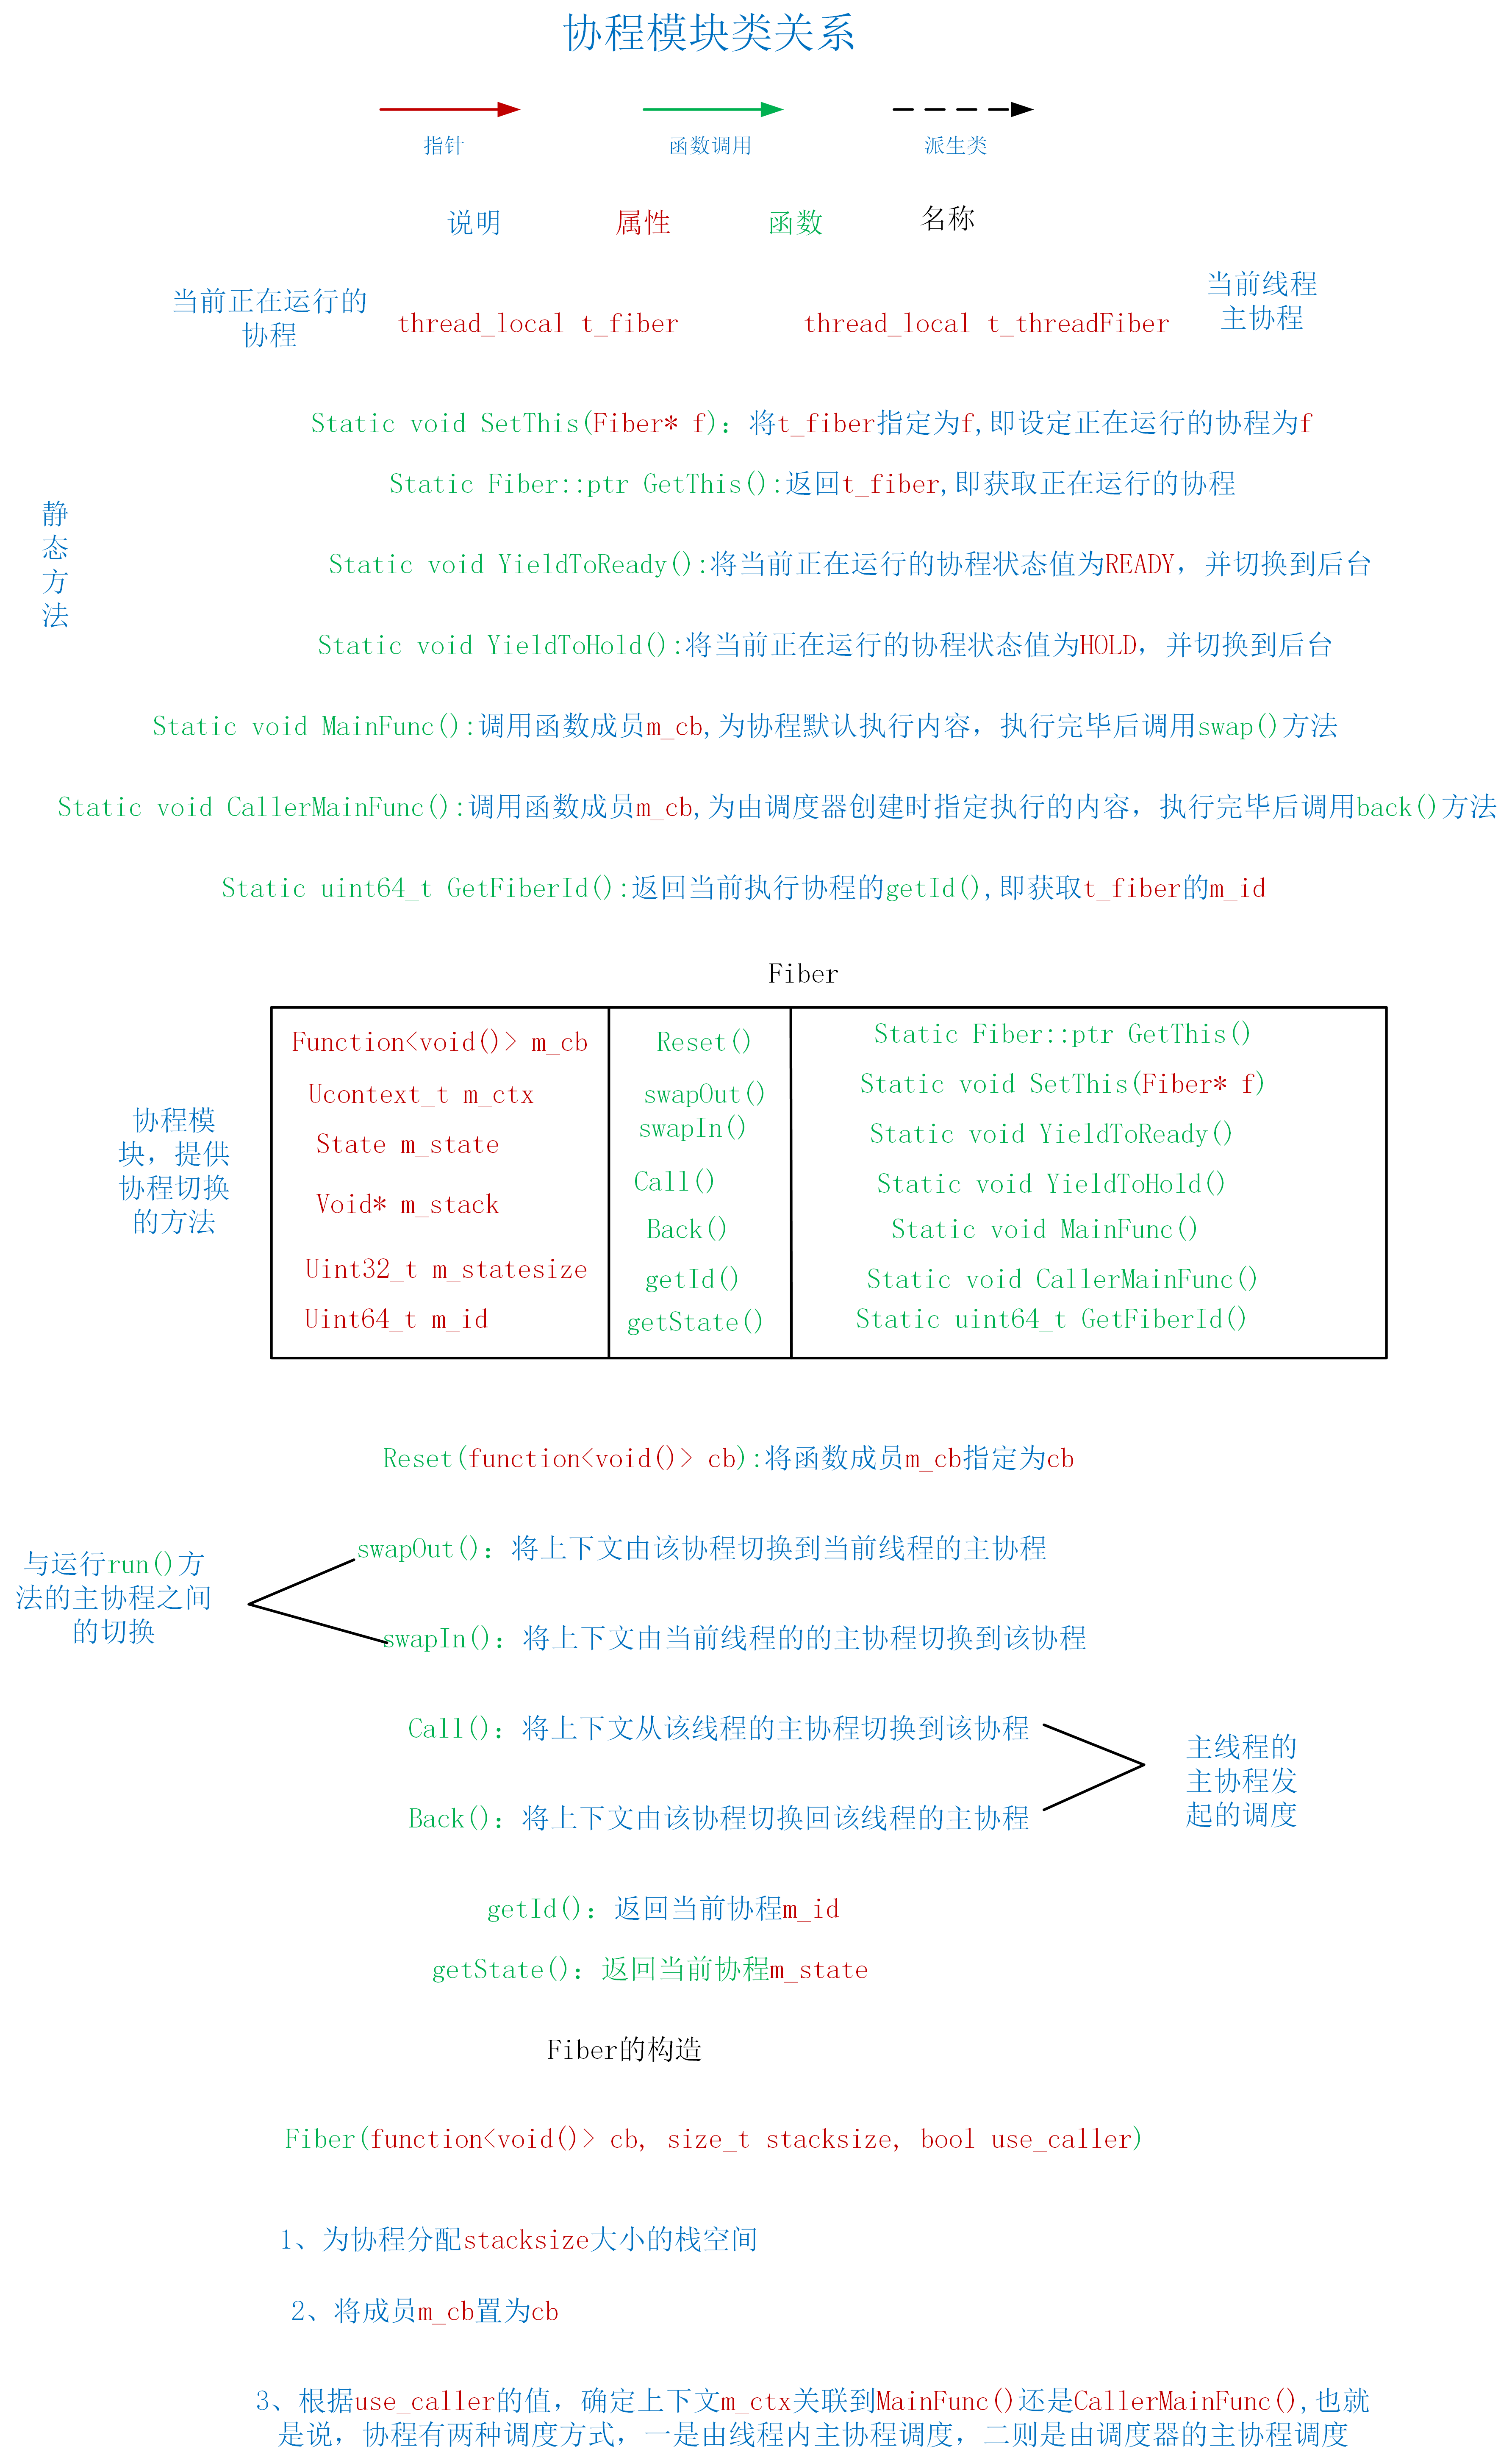 协程模块类关系
指针
函数调用
派生类
说明
属性
函数
名称
当前正在运行的
协程
thread_local t_fiber
thread_local t_threadFiber
当前线程
主协程
静
态
方
法
Static void SetThis(Fiber* f): 将t_fiber指定为f,即设定正在运行的协程为f
Static Fiber::ptr GetThis():返回t_fiber,即获取正在运行的协程
Static void YieldToReady():将当前正在运行的协程状态值为READY，并切换到后台
Static void YieldToHold():将当前正在运行的协程状态值为HOLD，并切换到后台
Static void MainFunc():调用函数成员m_cb,为协程默认执行内容，执行完毕后调用swap()方法
Static void CallerMainFunc():调用函数成员m_cb,为由调度器创建时指定执行的内容，执行完毕后调用back()方法
Static uint64_t GetFiberId():返回当前执行协程的getId(),即获取t_fiber的m_id
Fiber
协程模
块，提供
协程切换
的方法
Function<void()> m_cb
Ucontext_t m_ctx
State m_state
Void* m_stack
Uint32_t m_statesize
Uint64_t m_id
Reset()
swapOut()
swapIn()
Call()
Back()
getId()
getState()
Static Fiber::ptr GetThis()
Static void SetThis(Fiber* f)
Static void YieldToReady()
Static void YieldToHold()
Static void MainFunc()
Static void CallerMainFunc()
Static uint64_t GetFiberId()
Reset(function<void()> cb):将函数成员m_cb指定为cb
与运行run()方
法的主协程之间
的切换
swapOut()：将上下文由该协程切换到当前线程的主协程
swapIn()：将上下文由当前线程的的主协程切换到该协程
Call()：将上下文从该线程的主协程切换到该协程
Back()：将上下文由该协程切换回该线程的主协程
主线程的
主协程发
起的调度
getId()：返回当前协程m_id
getState()：返回当前协程m_state
Fiber的构造
Fiber(function<void()> cb, size_t stacksize, bool use_caller)
1、为协程分配stacksize大小的栈空间
2、将成员m_cb置为cb
3、根据use_caller的值，确定上下文m_ctx关联到MainFunc()还是CallerMainFunc(),也就
是说，协程有两种调度方式，一是由线程内主协程调度，二则是由调度器的主协程调度